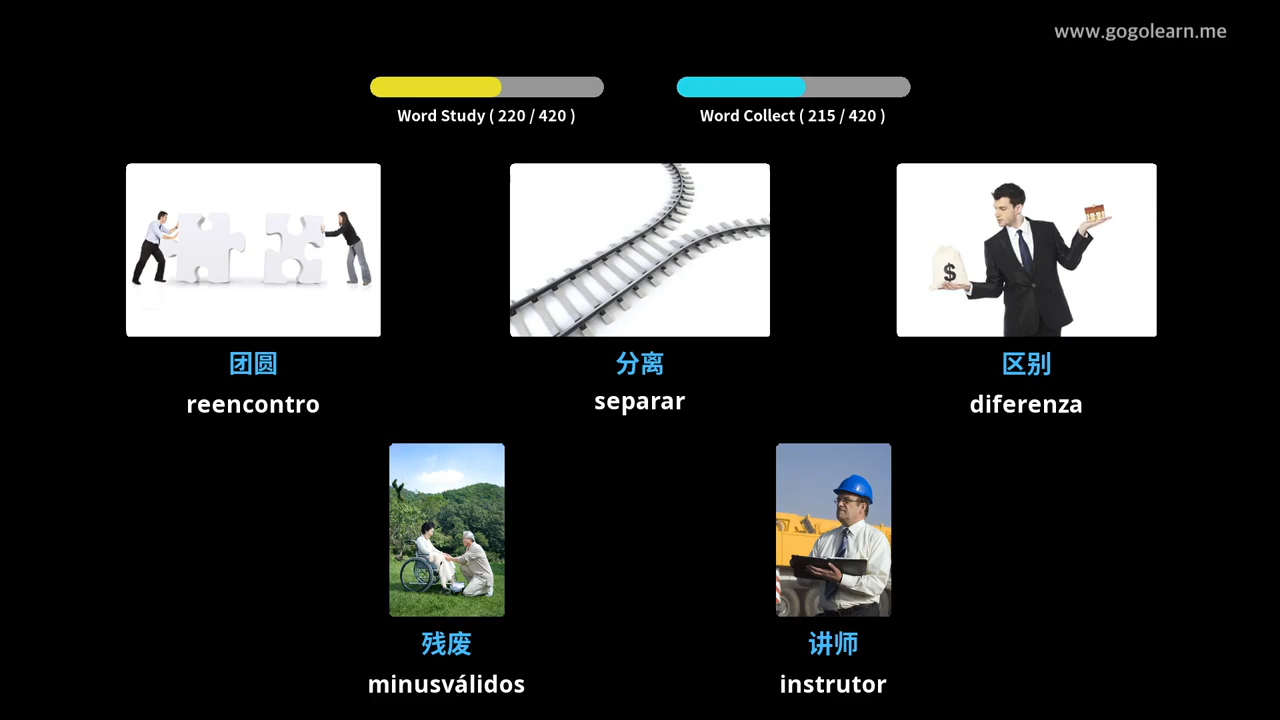 www.gogolearn.me
Word Study ( 220 / 420 )
Word Collect ( 215 / 420 )
$
团圆
reencontro
分离
separar
区别
diferenza
残废
minusválidos
讲师
instrutor